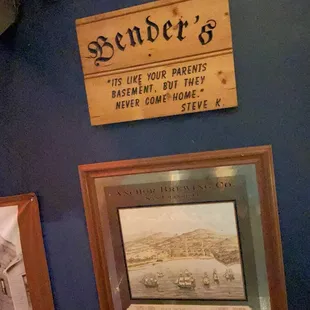 Bender's
"ITS LIKE YOUR PARENTS
BASEMENT, BUT THEY
NEVER COME HOME."
STEVE K.
ANCHOR BREWING CO.